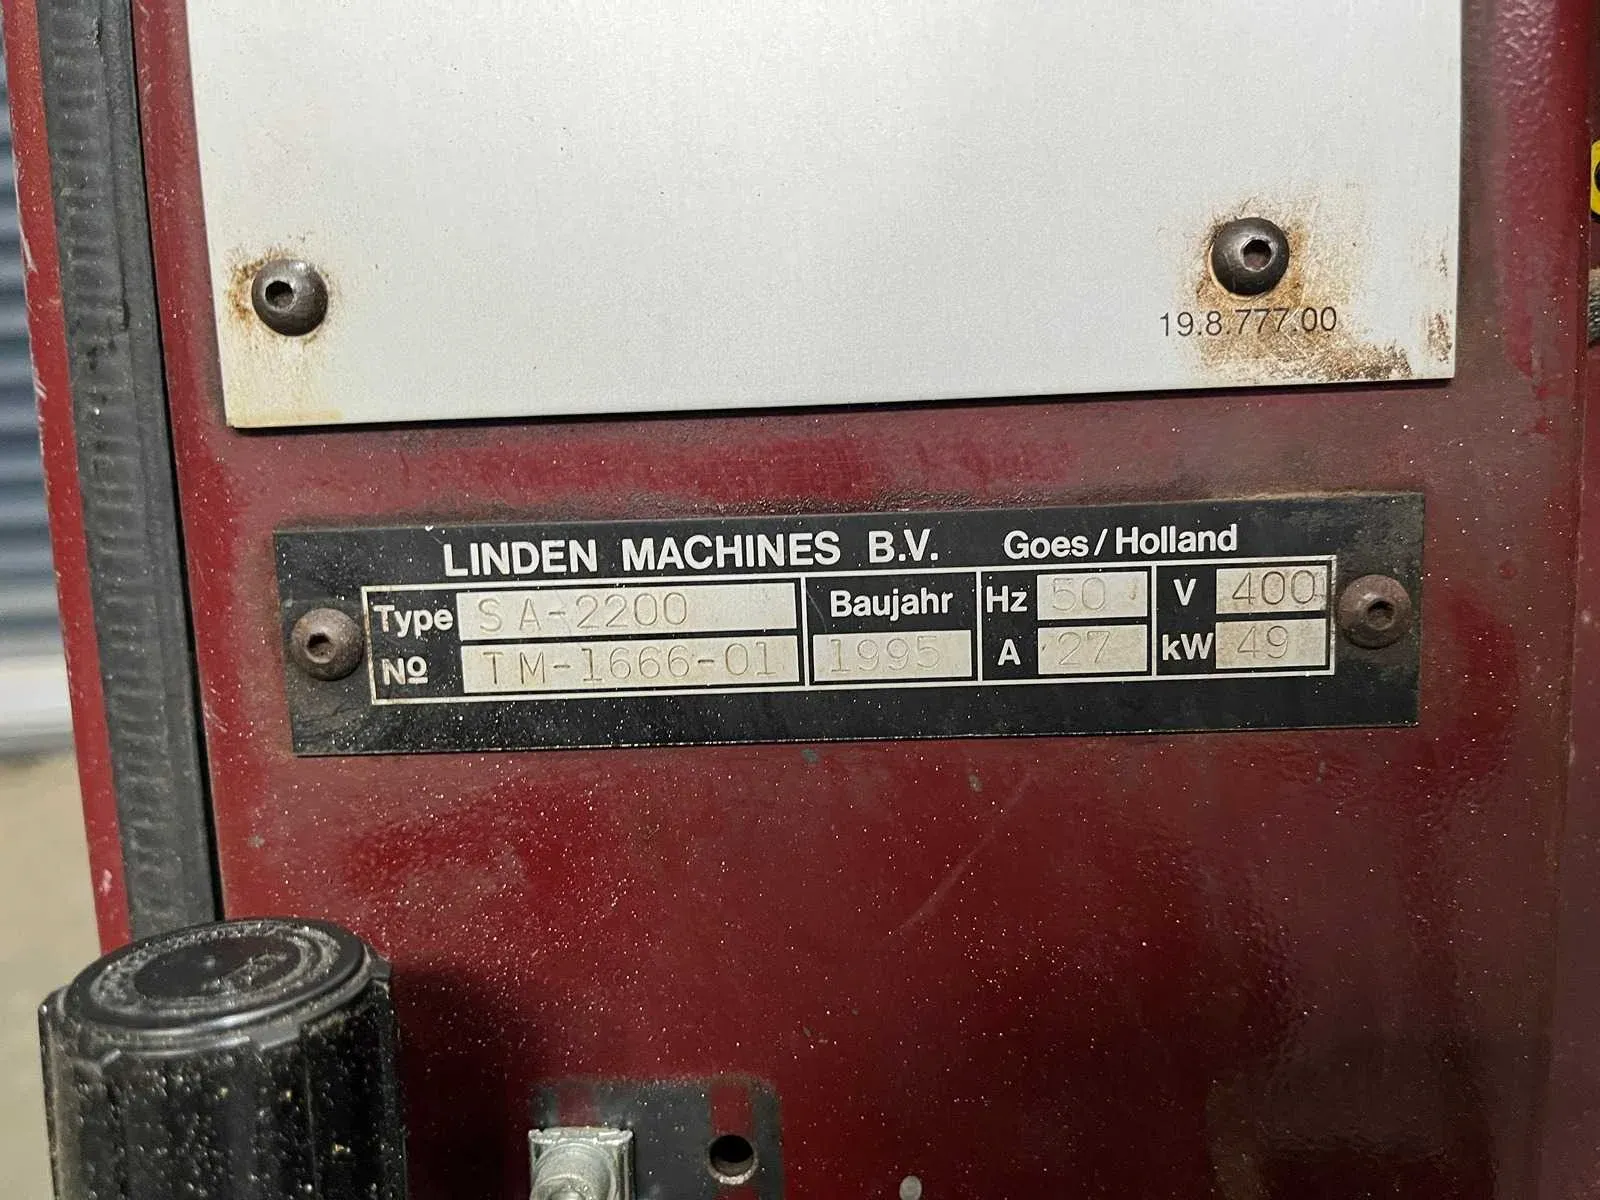 19.8.777.00
LINDEN MACHINES B.V. Goes/Holland
Type SA-2200 Baujahr Hz 50 V 400
Nº TM-1666-01 1995 A 27 kW 49